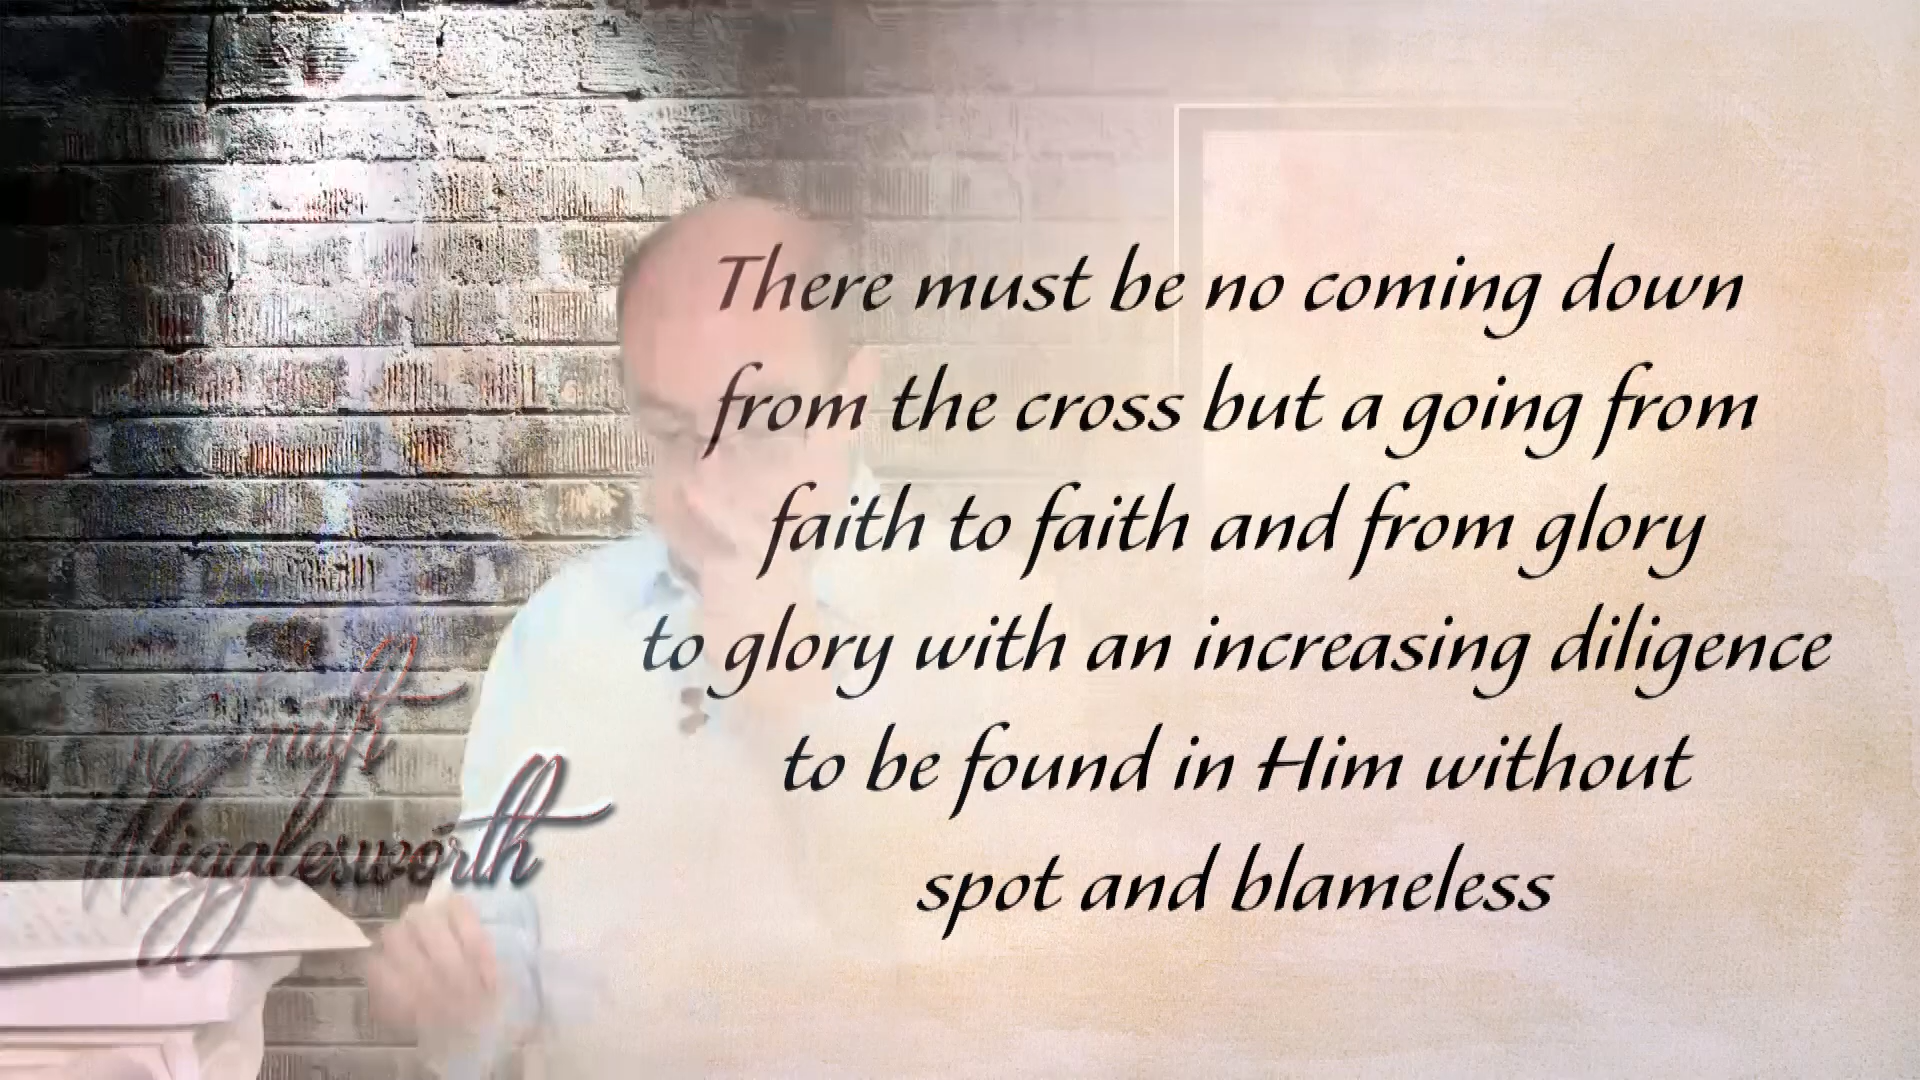 There must be no coming down
from the cross but a going from
faith to faith and from glory
to glory with an increasing diligence
to be found in Him without
spot and blameless
Wigglesworth